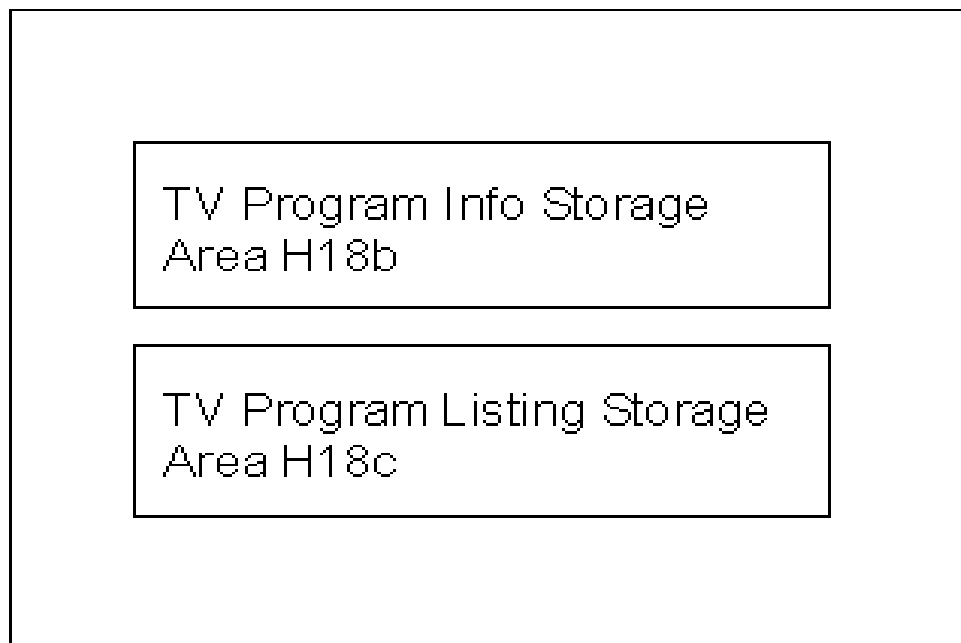 TV Program Info Storage
Area H18b
TV Program Listing Storage
Area H18c